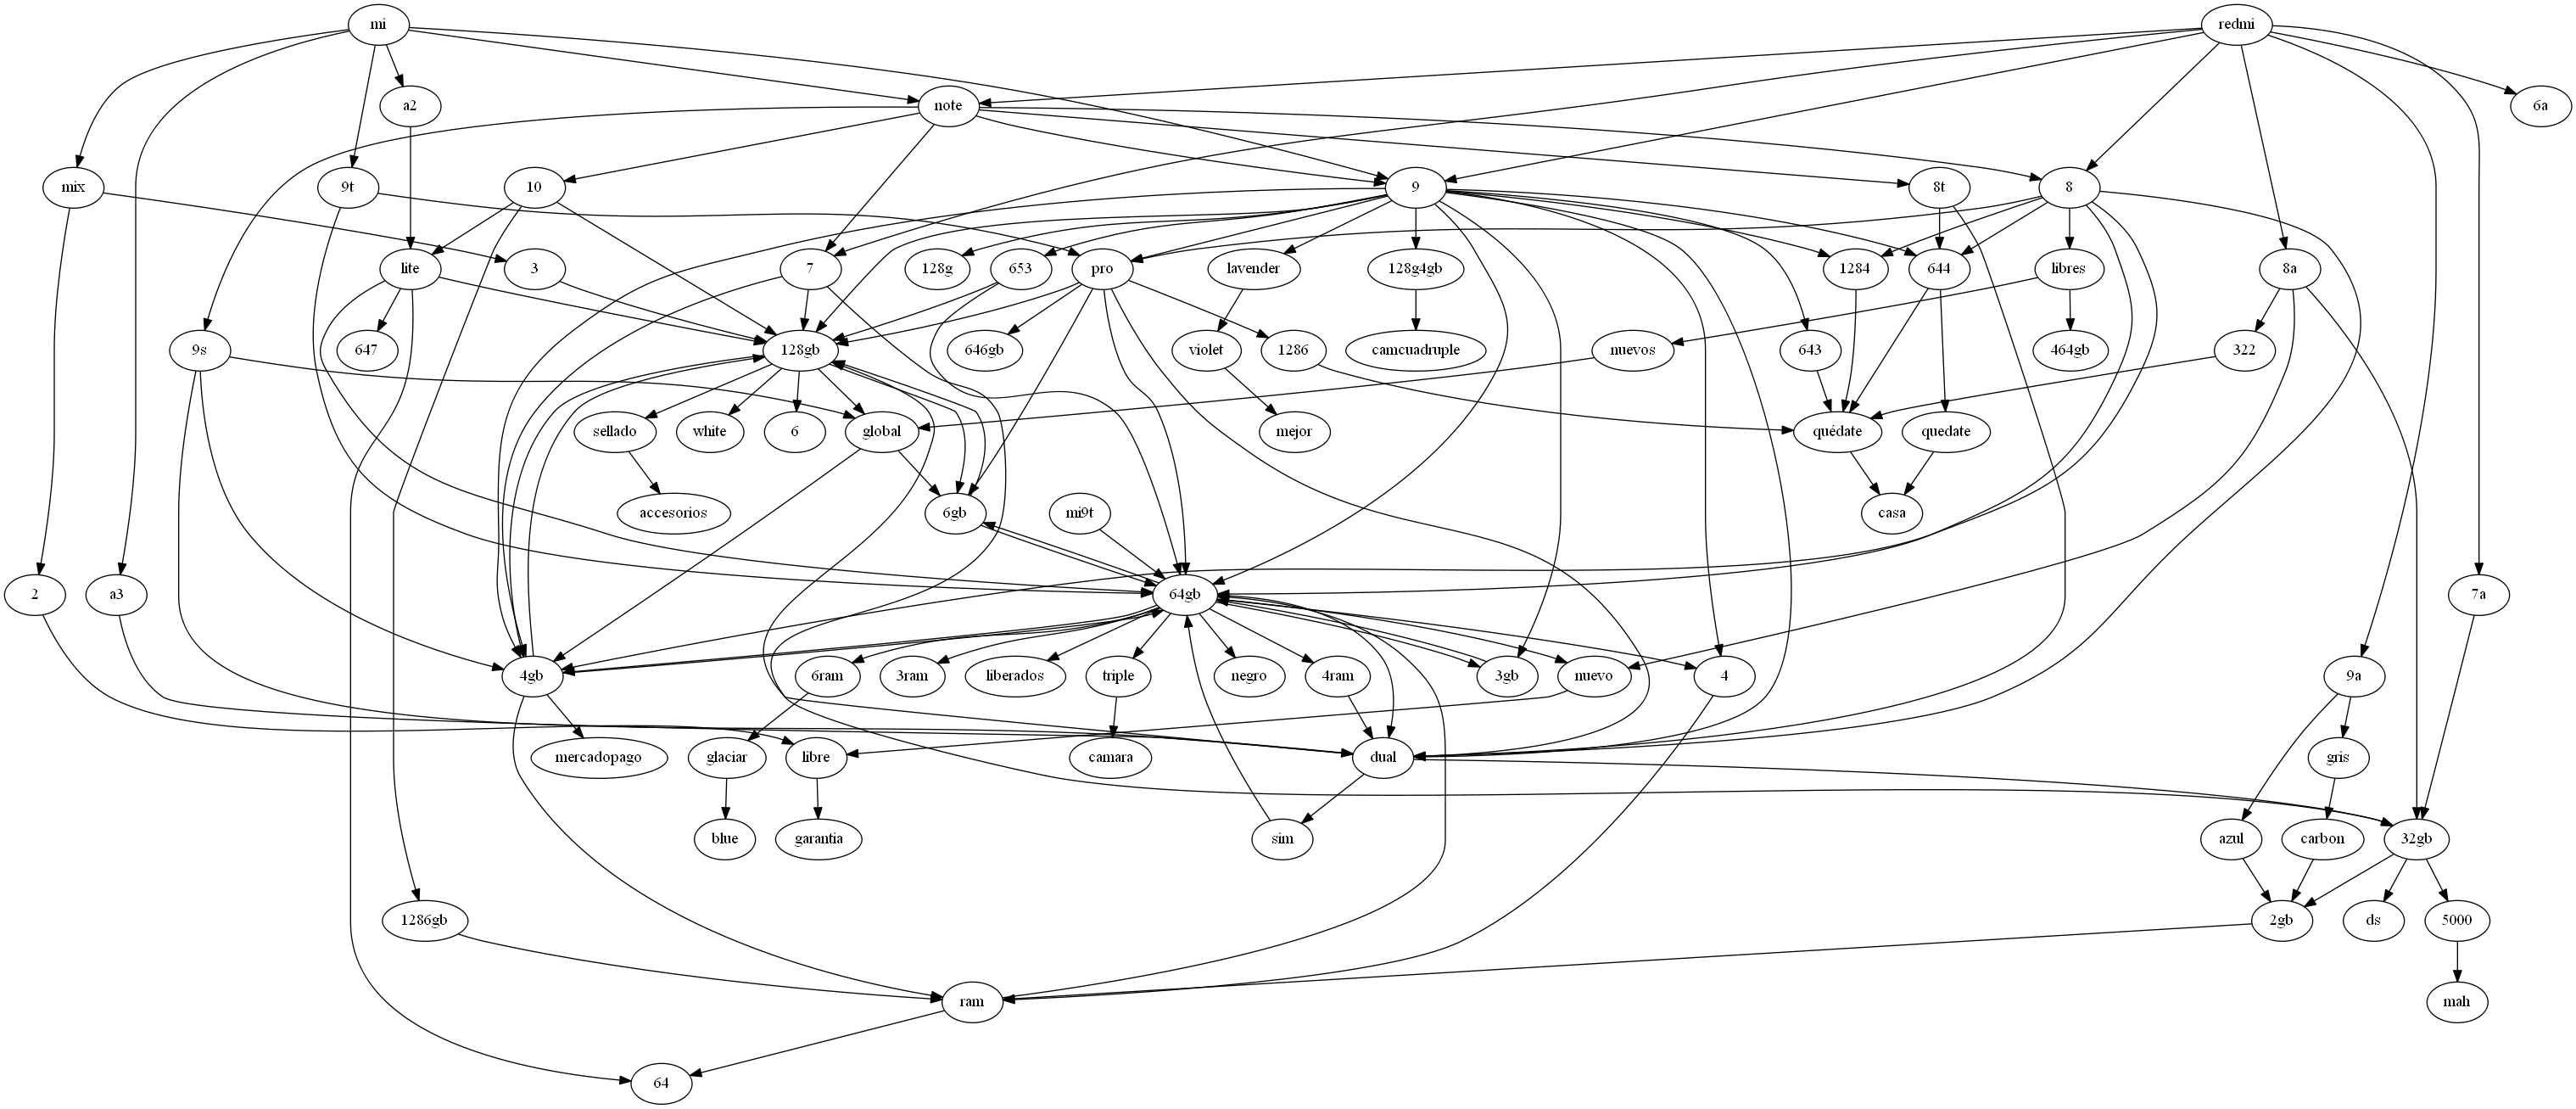 mi
redmi
a2
note
6a
mix
9t
10
9
8t
8
lite
3
7
128g
653
pro
lavender
128g4gb
1284
644
libres
8a
9s
647
128gb
646gb
violet
1286
camcuadruple
nuevos
643
464gb
322
sellado
white
6
global
mejor
quédate
quedate
accesorios
6gb
mi9t
casa
2
a3
64gb
7a
4gb
6ram
3ram
liberados
triple
negro
4ram
3gb
nuevo
4
9a
mercadopago
glaciar
libre
camara
dual
gris
blue
garantia
sim
azul
carbon
32gb
1286gb
2gb
ds
5000
ram
mah
64